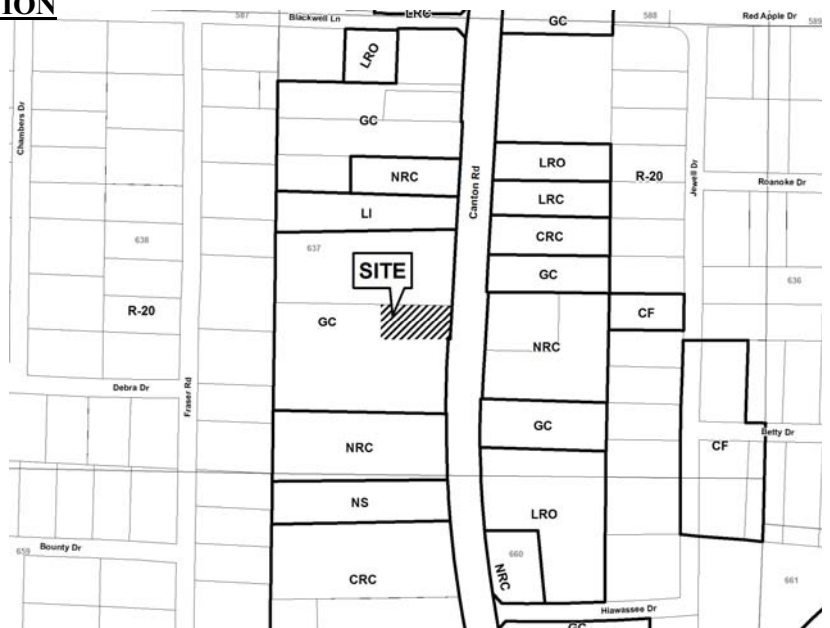 ION
587
Blackwell Ln
LRC
GC
588
Red Apple Dr
589
LRO
Chambers Dr
GC
Canton Rd
LRO
R-20
Jewell Dr
Roanoke Dr
NRC
LRC
LI
638
637
CRC
SITE
GC
636
R-20
GC
CF
NRC
Debra Dr
Fraser Rd
GC
Betty Dr
NRC
CF
NS
LRO
659
Bounty Dr
CRC
660
NRC
661
Hiawassee Dr
GC